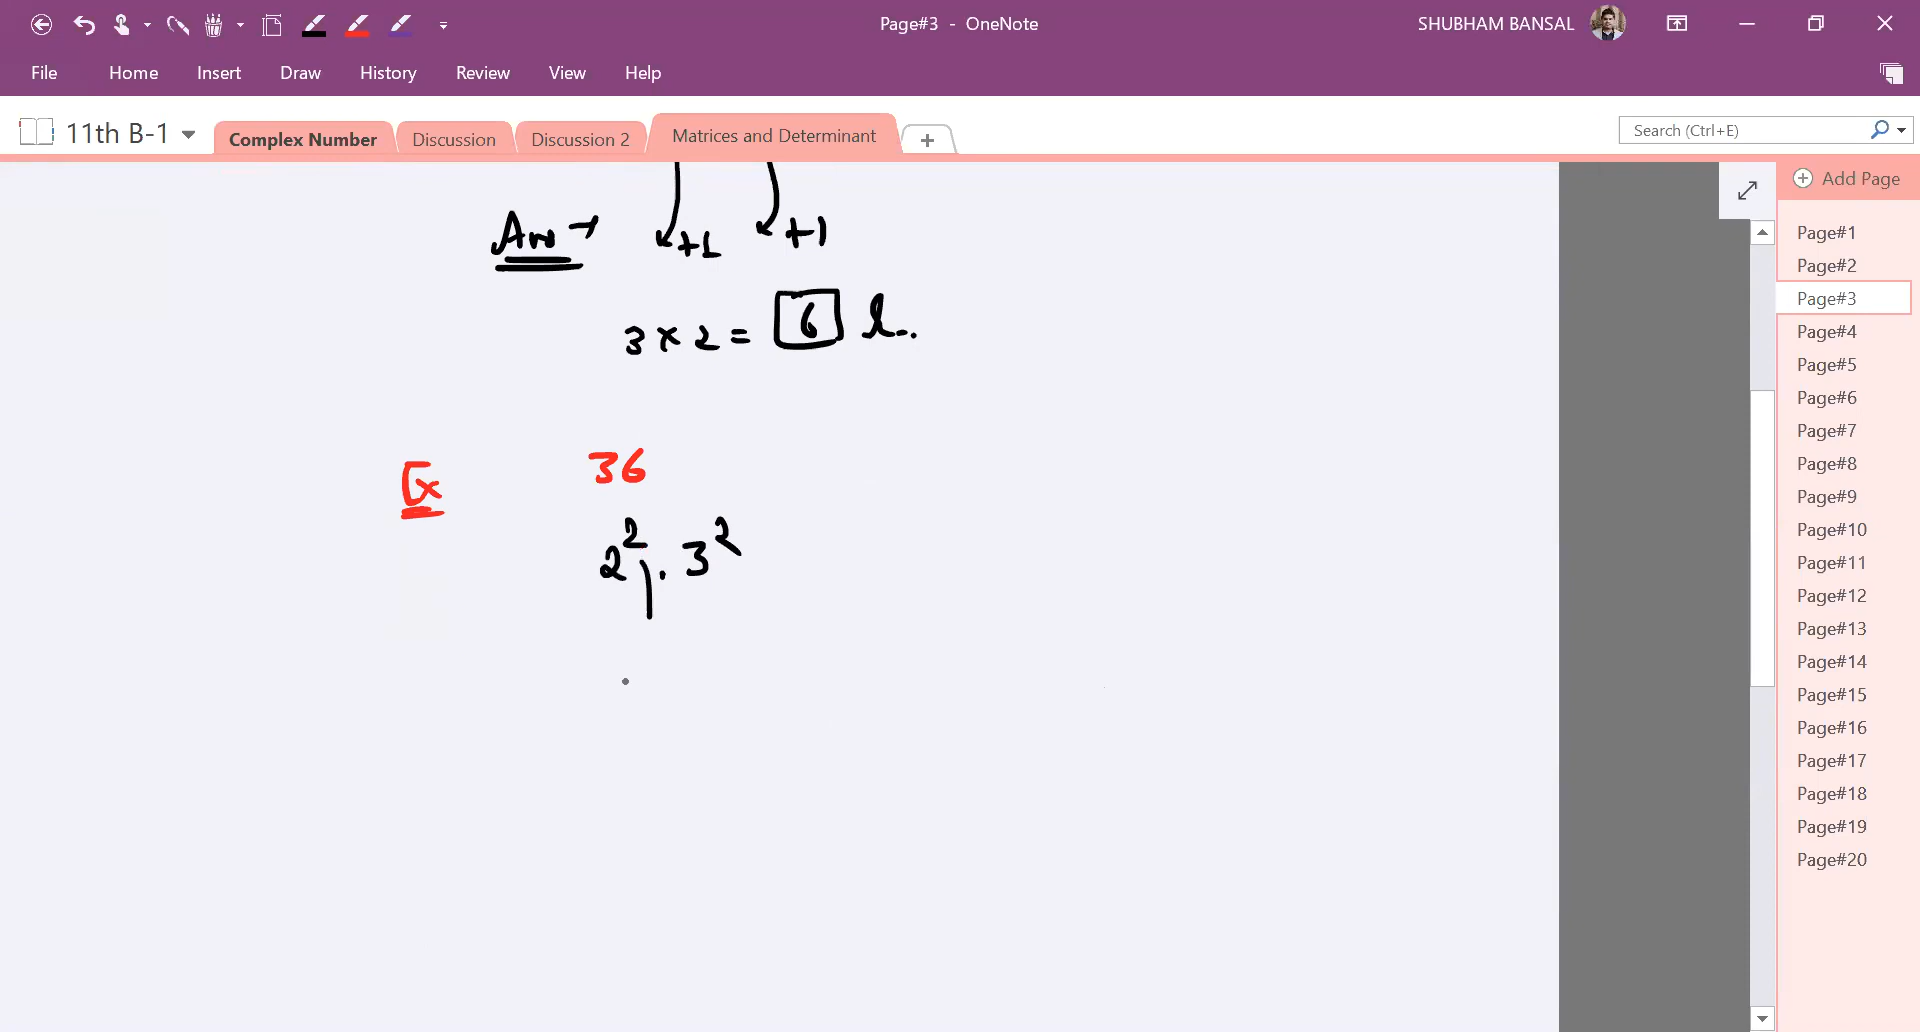 Page#3 - OneNote
SHUBHAM BANSAL
File Home Insert Draw History Review View Help
11th B-1
Complex Number
Discussion
Discussion 2
Matrices and Determinant
Search (Ctrl+E)
Add Page
Page#1
Page#2
Page#3
Page#4
Page#5
Page#6
Page#7
Page#8
Page#9
Page#10
Page#11
Page#12
Page#13
Page#14
Page#15
Page#16
Page#17
Page#18
Page#19
Page#20
Ans → +1 +1
3 × 2 = 6
Ex 36
2² · 3²